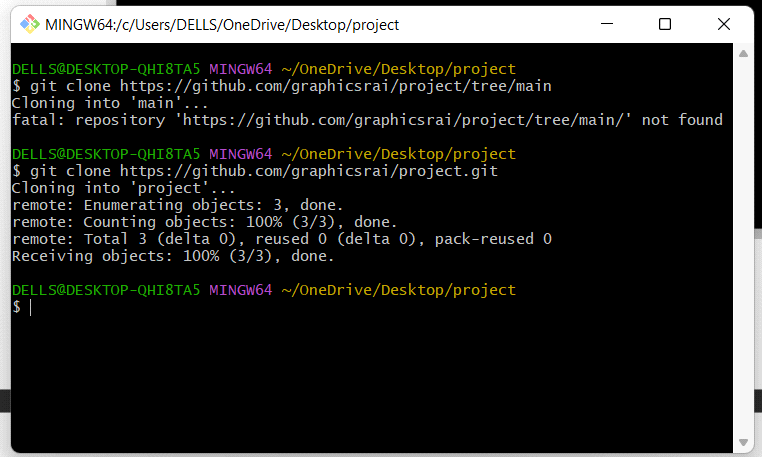 MINGW64:/c/Users/DELLS/OneDrive/Desktop/project
DELLS@DESKTOP-QHI8TA5 MINGW64 ~/OneDrive/Desktop/project
$ git clone https://github.com/graphicsrai/project/tree/main
Cloning into 'main'...
fatal: repository 'https://github.com/graphicsrai/project/tree/main/' not found
DELLS@DESKTOP-QHI8TA5 MINGW64 ~/OneDrive/Desktop/project
$ git clone https://github.com/graphicsrai/project.git
Cloning into 'project'...
remote: Enumerating objects: 3, done.
remote: Counting objects: 100% (3/3), done.
remote: Total 3 (delta 0), reused 0 (delta 0), pack-reused 0
Receiving objects: 100% (3/3), done.
DELLS@DESKTOP-QHI8TA5 MINGW64 ~/OneDrive/Desktop/project
$